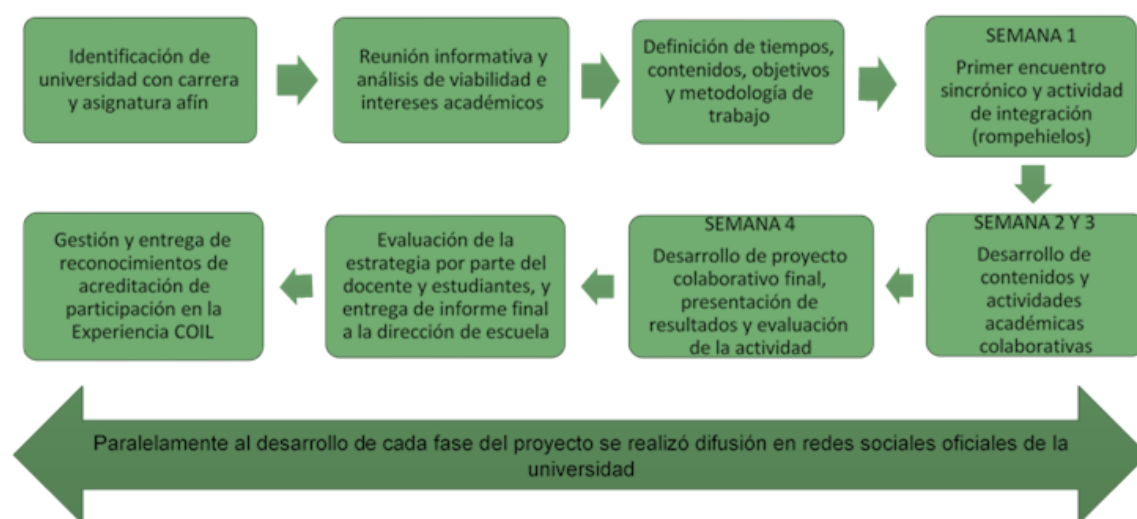 Identificación de
universidad con carrera
y asignatura afín
Reunión informativa y
análisis de viabilidad e
intereses académicos
Definición de tiempos,
contenidos, objetivos
y metodología de
trabajo
SEMANA 1
Primer encuentro
sincrónico y actividad
de integración
(rompehielos)
SEMANA 2 Y 3
Desarrollo de
contenidos y
actividades
académicas
colaborativas
SEMANA 4
Desarrollo de proyecto
colaborativo final,
presentación de
resultados y evaluación
de la actividad
Evaluación de la
estrategia por parte del
docente y estudiantes, y
entrega de informe final
a la dirección de escuela
Gestión y entrega de
reconocimientos de
acreditación de
participación en la
Experiencia COIL
Paralelamente al desarrollo de cada fase del proyecto se realizó difusión en redes sociales oficiales de la
universidad